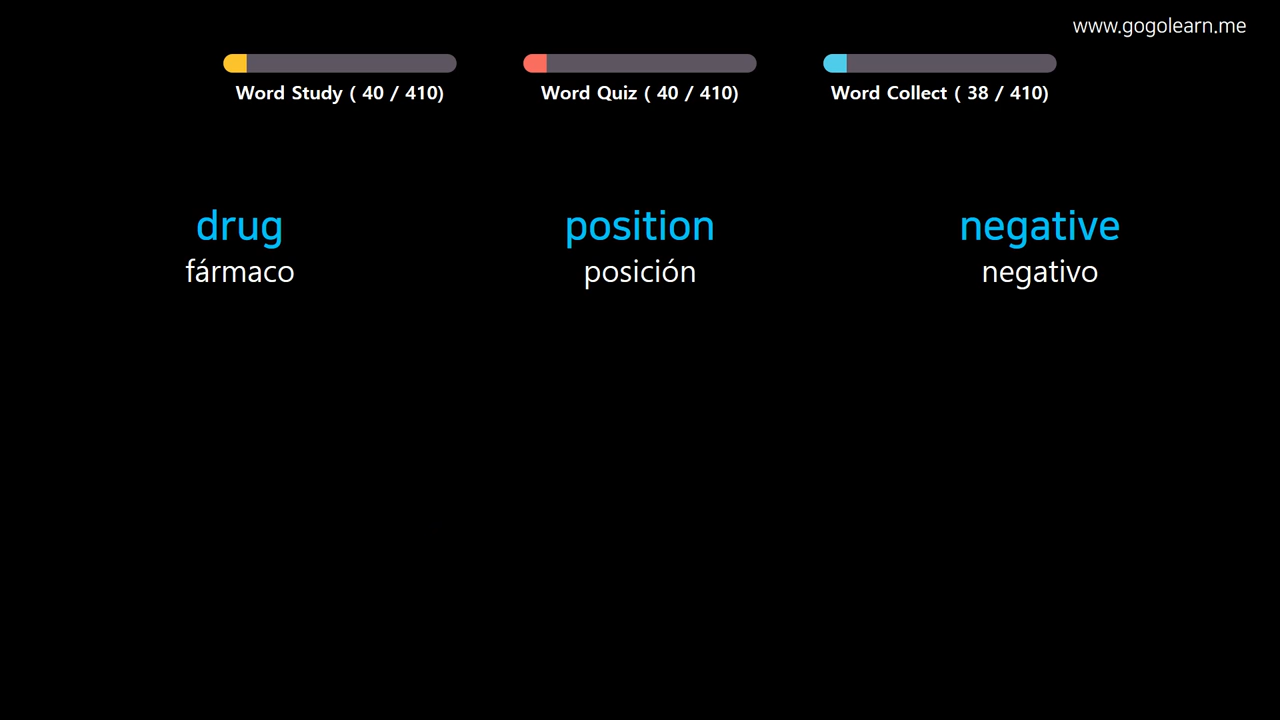 www.gogolearn.me
Word Study ( 40 / 410)
Word Quiz ( 40 / 410)
Word Collect ( 38 / 410)
drug
fármaco
position
posición
negative
negativo